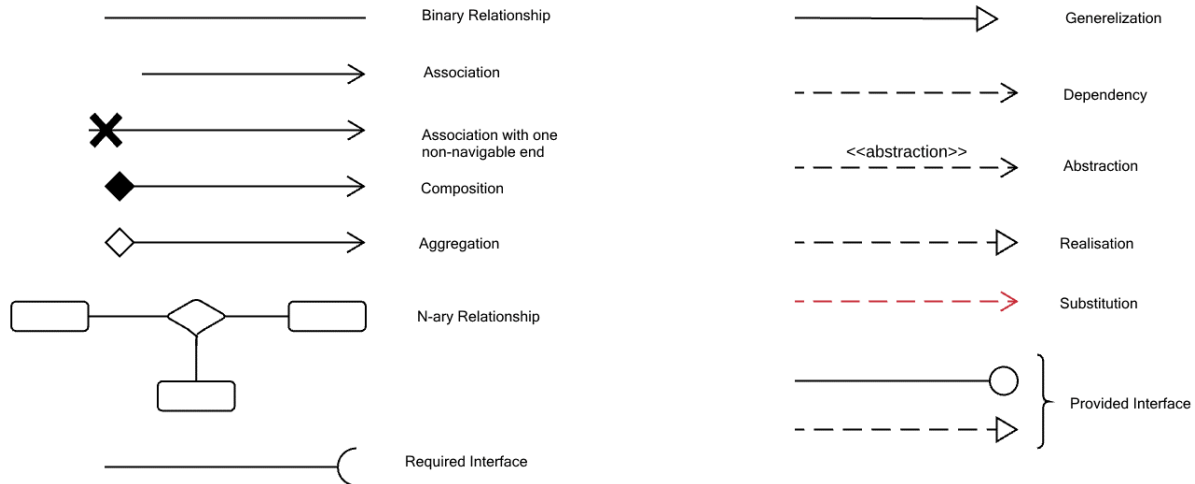 Binary Relationship
Association
Association with one
non-navigable end
Composition
Aggregation
N-ary Relationship
Required Interface
Generelization
Dependency
<<abstraction>>
Abstraction
Realisation
Substitution
Provided Interface